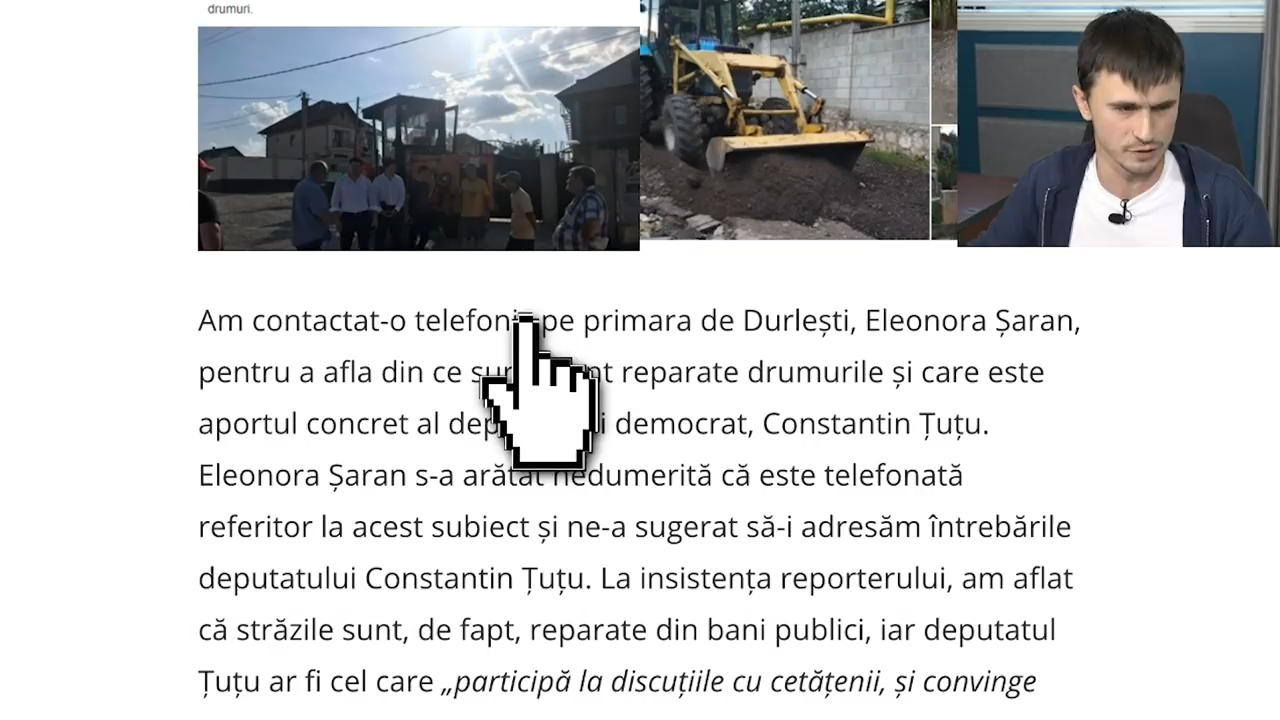 drumuri.
Am contactat-o telefonic pe primara de Durlești, Eleonora Șaran,
pentru a afla din ce reparate drumurile și care este
aportul concret al democrat, Constantin Țuțu.
Eleonora Șaran s-a arătat nedumerită că este telefonată
referitor la acest subiect și ne-a sugerat să-i adresăm întrebările
deputatului Constantin Țuțu. La insistența reporterului, am aflat
că străzile sunt, de fapt, reparate din bani publici, iar deputatul
Țuțu ar fi cel care „participă la discuțiile cu cetățenii, și convinge